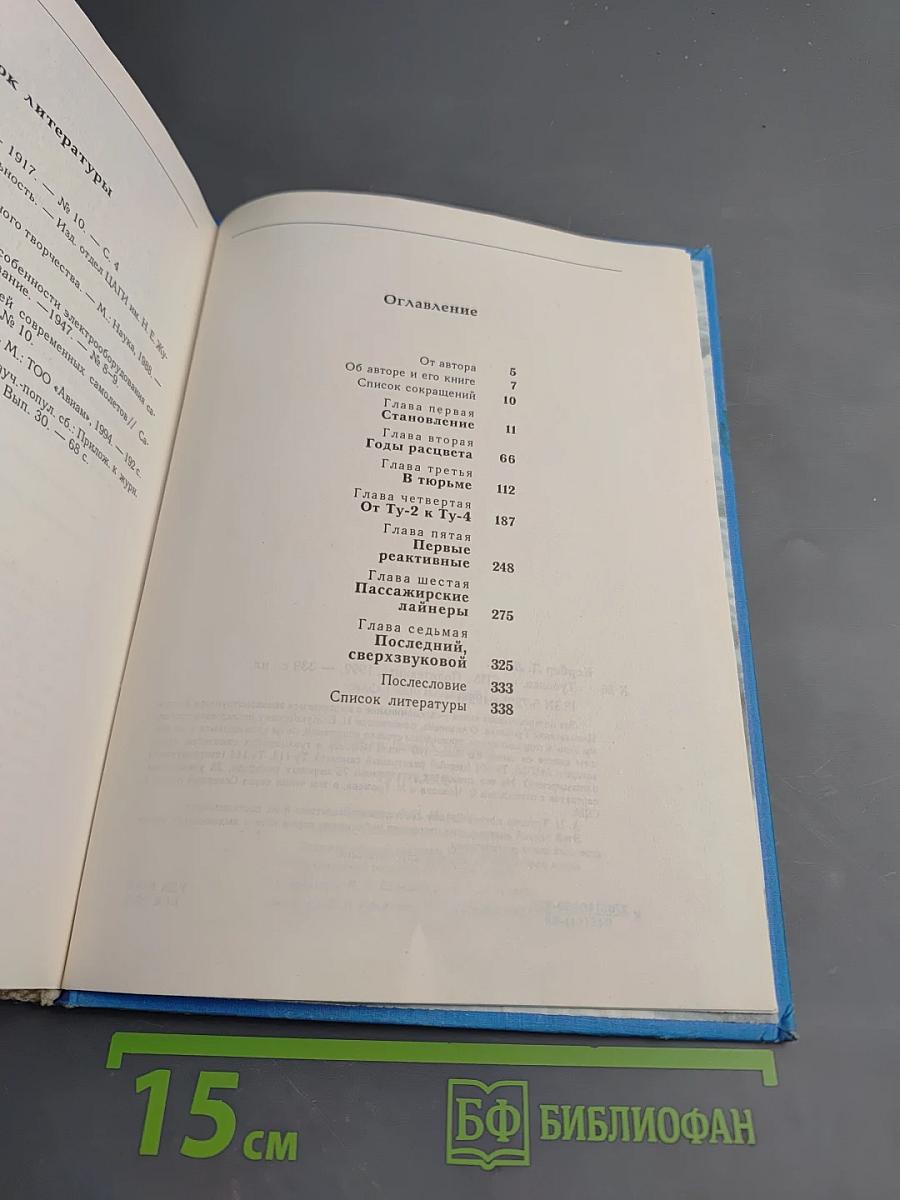 ок литературы
1917. — № 10. — С. 4
льность. — Изд. отдел ЦАГИ им. Н. Е. Жу-
ного творчества. — М.: Наука, 1988. —
собенности электрооборудования са-
вание. —1947. — № 8–9
ей современных самолетов// Са-
№ 10.
М.: ТОО «Авиам», 1994. — 192 с.
уч.-попул. сб.: Прилож. к журн.
Вып. 30. — 68 с.
Оглавление
От автора 5
Об авторе и его книге 7
Список сокращений 10
Глава первая
Становление 11
Глава вторая
Годы расцвета 66
Глава третья
В тюрьме 112
Глава четвертая
От Ту-2 к Ту-4 187
Глава пятая
Первые
реактивные 248
Глава шестая
Пассажирские
лайнеры 275
Глава седьмая
Последний,
сверхзвуковой 325
Послесловие 333
Список литературы 338
15 см
БФ БИБЛИОФАН